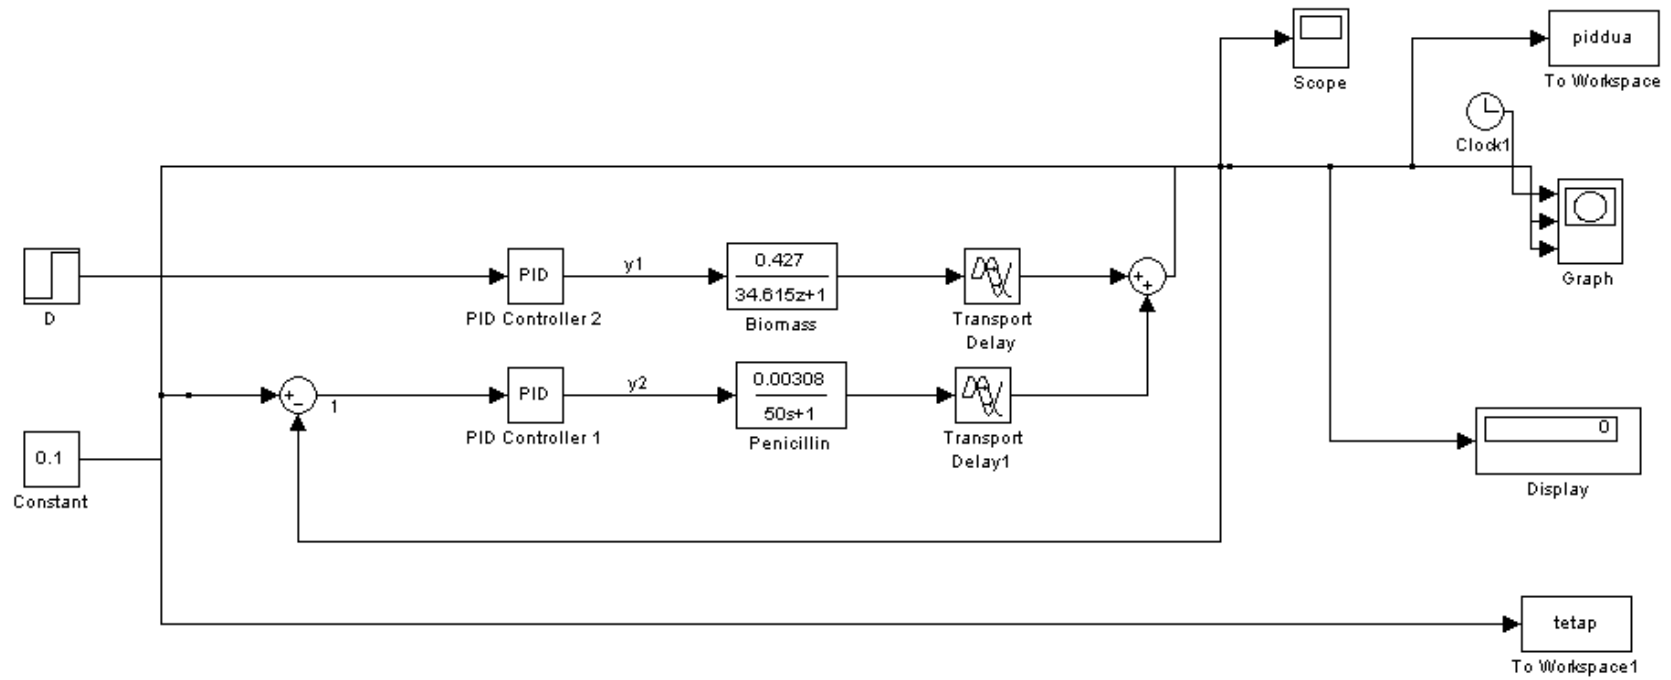 piddua
To Workspace
Scope
Clock1
Graph
D
PID
PID Controller 2
y1
0.427
34.615z+1
Biomass
Transport
Delay
+
+
+
−
1
PID
PID Controller 1
y2
0.00308
50s+1
Penicillin
Transport
Delay1
0.1
Constant
0
Display
tetap
To Workspace1